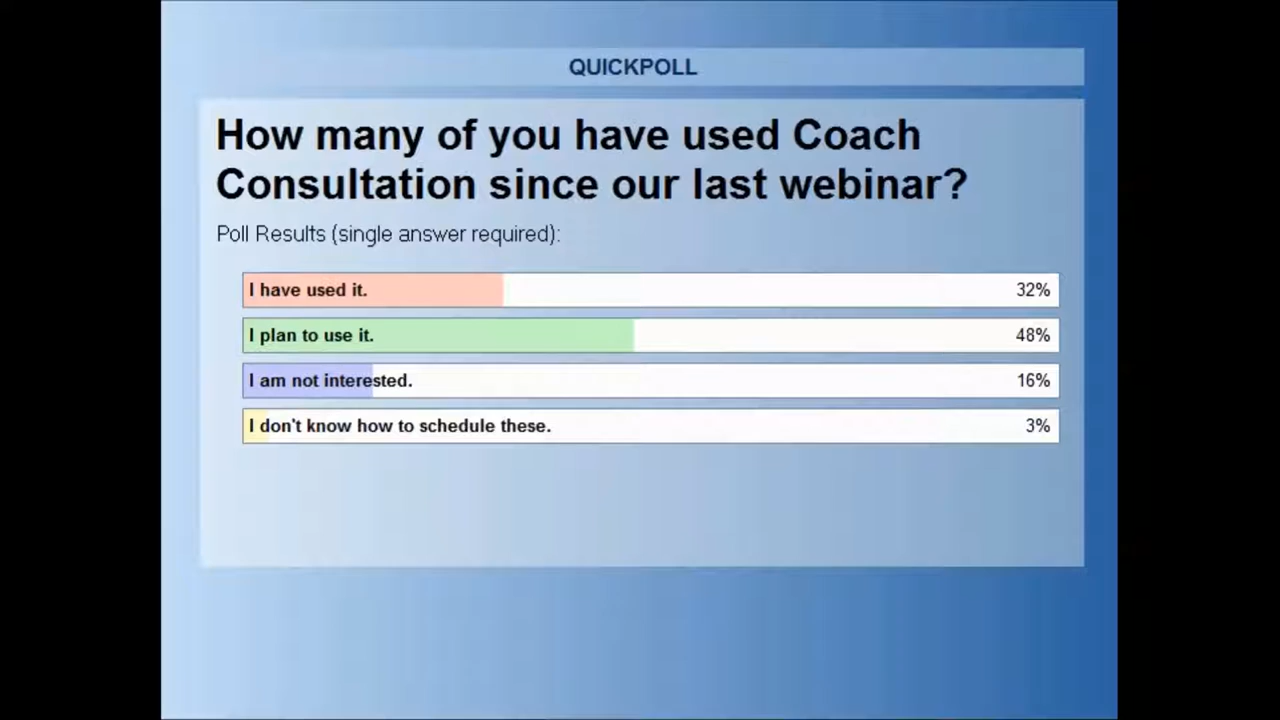 QUICKPOLL
How many of you have used Coach
Consultation since our last webinar?
Poll Results (single answer required):
I have used it. 32%
I plan to use it. 48%
I am not interested. 16%
I don't know how to schedule these. 3%